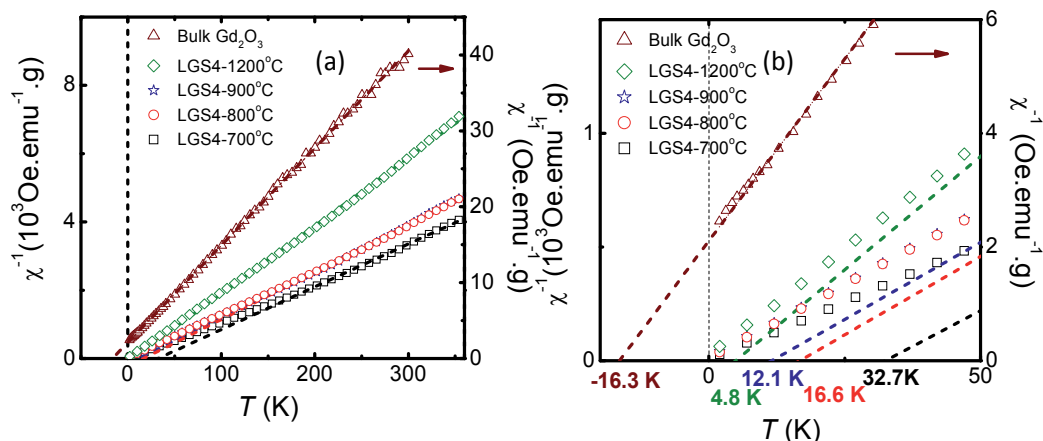 (a)
Bulk Gd₂O₃
LGS4-1200°C
LGS4-900°C
LGS4-800°C
LGS4-700°C
χ⁻¹ (10³Oe.emu⁻¹.g)
8
4
0
0
100
200
300
T (K)
40
30
20
10
0
χ⁻¹ (Oe.emu⁻¹.g)
(b)
Bulk Gd₂O₃
LGS4-1200°C
LGS4-900°C
LGS4-800°C
LGS4-700°C
χ⁻¹ (10³Oe.emu⁻¹.g)
1
0
0
50
-16.3 K
4.8 K
12.1 K
16.6 K
32.7K
T (K)
6
4
2
0
χ⁻¹ (Oe.emu⁻¹.g)